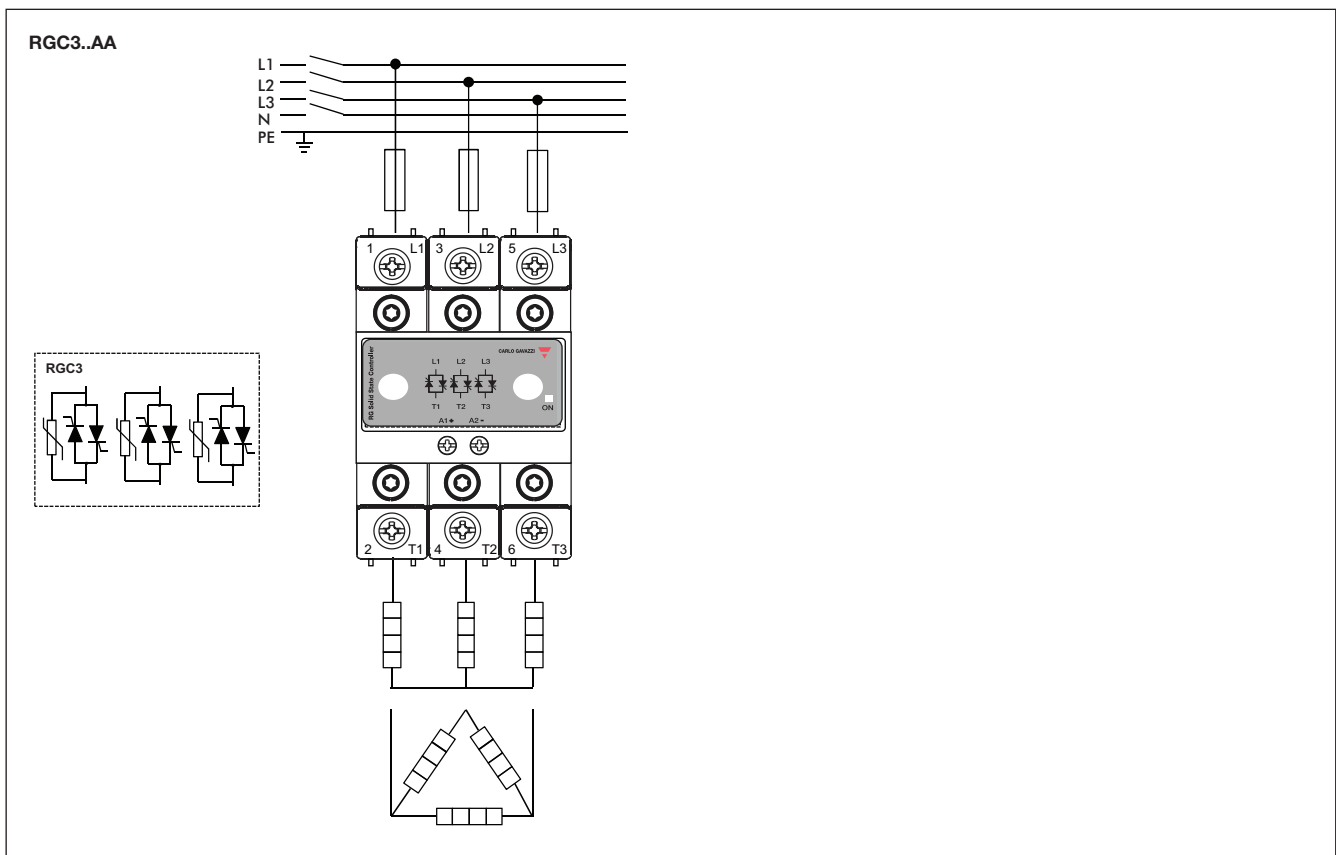 RGC3..AA
L1
L2
L3
N
PE
1 L1 3 L2 5 L3
RG Solid State Controller
CARLO GAVAZZI
L1 L2 L3
T1 T2 T3
ON
A1+ A2-
RGC3
2 T1 4 T2 6 T3